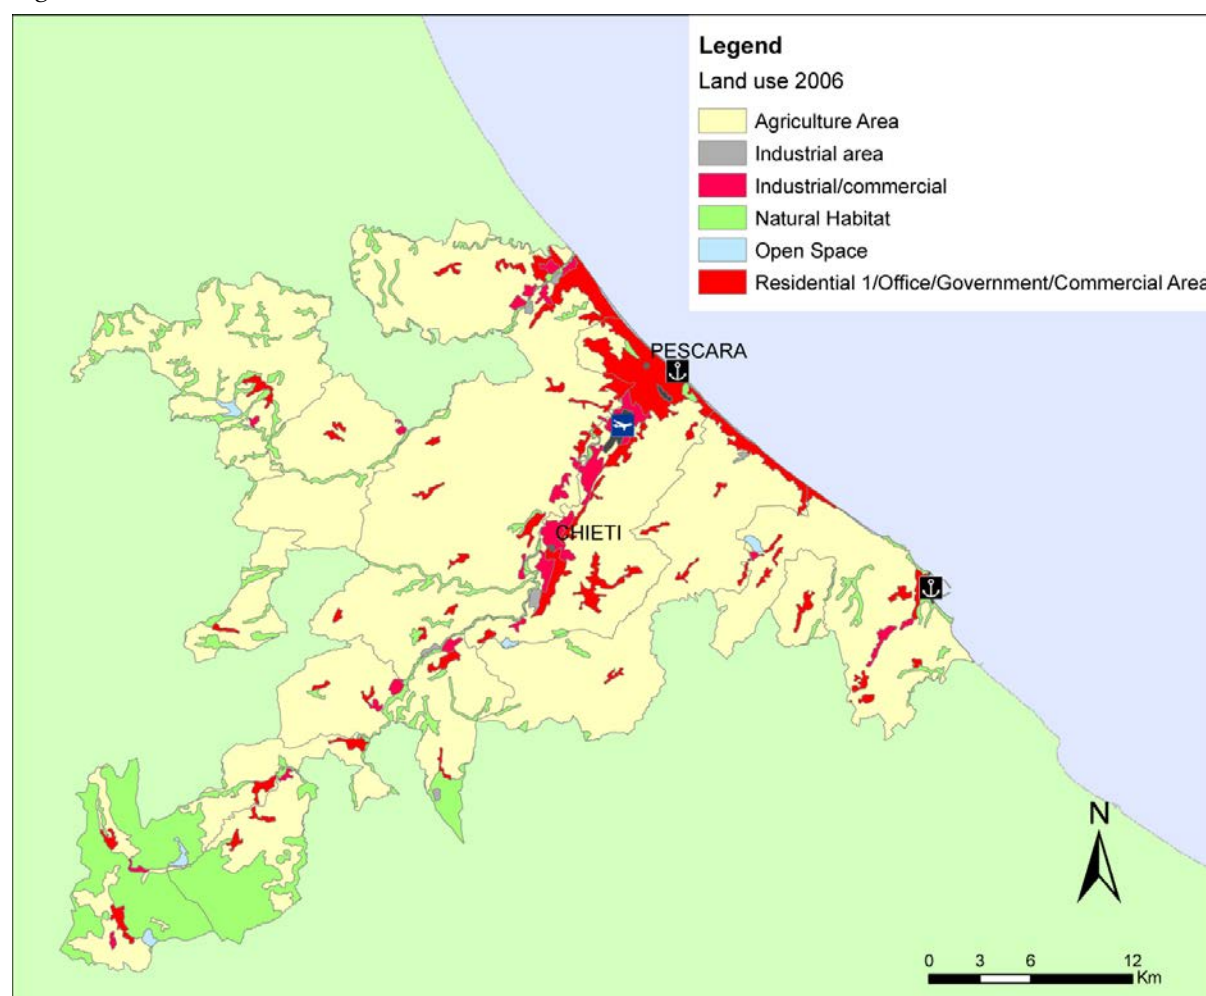 Legend
Land use 2006
Agriculture Area
Industrial area
Industrial/commercial
Natural Habitat
Open Space
Residential 1/Office/Government/Commercial Area
PESCARA
CHIETI
N
0 3 6 12
Km